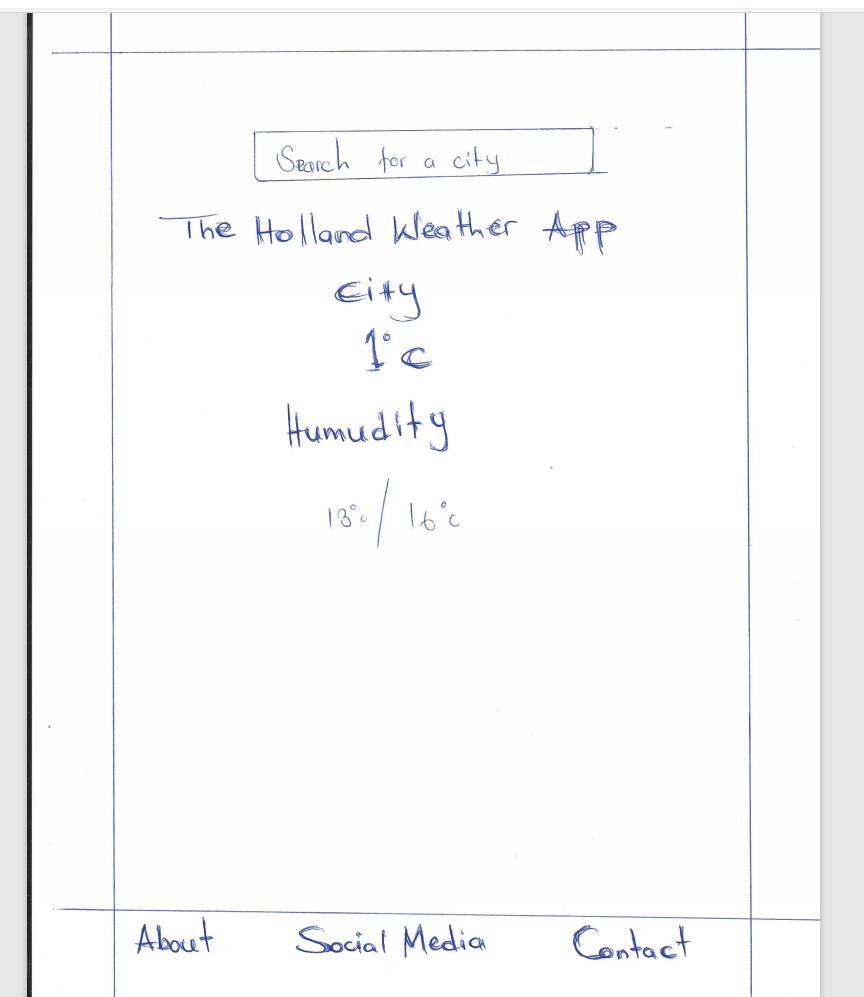 Search for a city
The Holland Weather App
City
1°C
Humudity
13°c / 16°c
About Social Media Contact